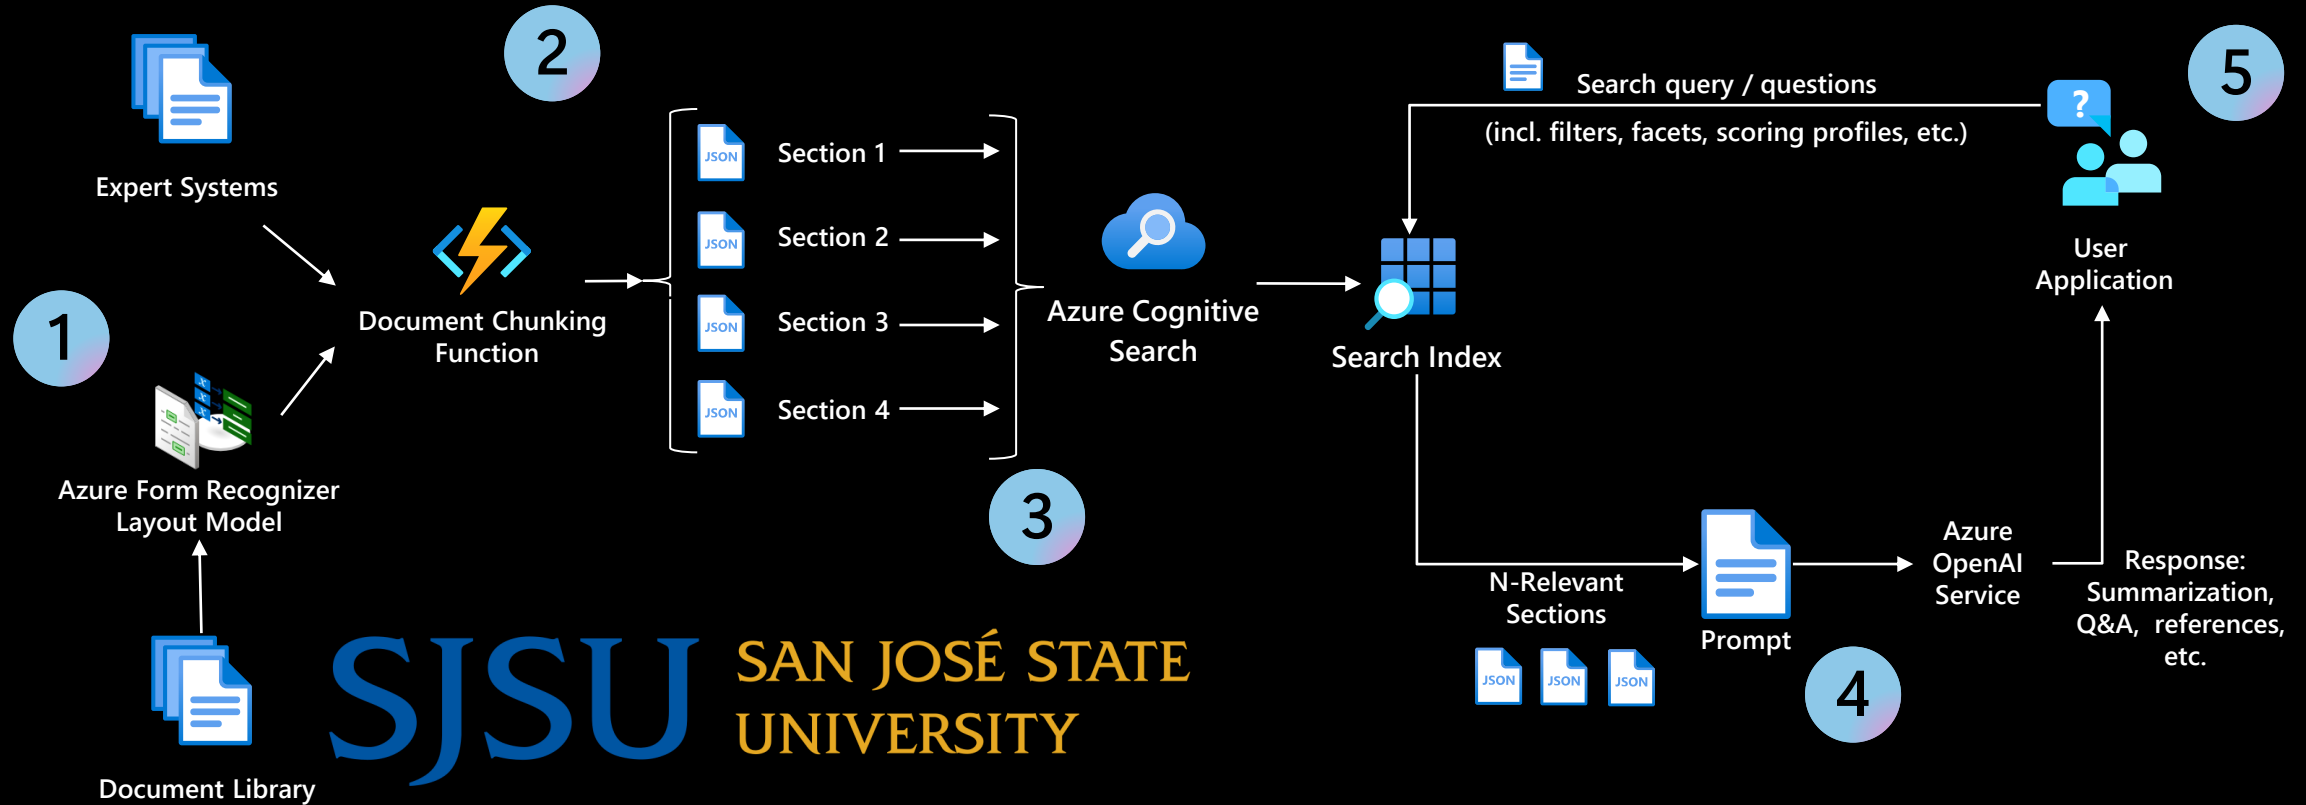 2
5
Search query / questions
(incl. filters, facets, scoring profiles, etc.)
?
Expert Systems
JSON
Section 1
JSON
Section 2
User
Application
1
Document Chunking
Function
JSON
Section 3
Azure Cognitive
Search
Search Index
JSON
Section 4
x
x
x
Azure Form Recognizer
Layout Model
3
N-Relevant
Sections
JSON
JSON
JSON
Prompt
4
Azure
OpenAI
Service
Response:
Summarization,
Q&A, references,
etc.
SJSU
SAN JOSÉ STATE
UNIVERSITY
Document Library